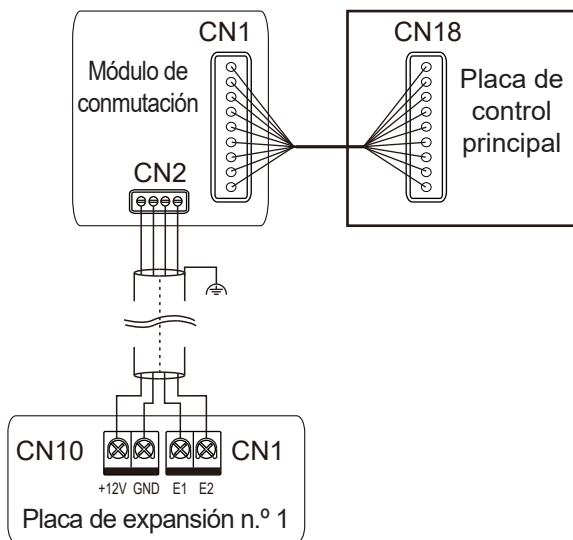 CN1
CN18
Módulo de
conmutación
Placa de
control
principal
CN2
CN10
CN1
+12V GND E1 E2
Placa de expansión n.º 1